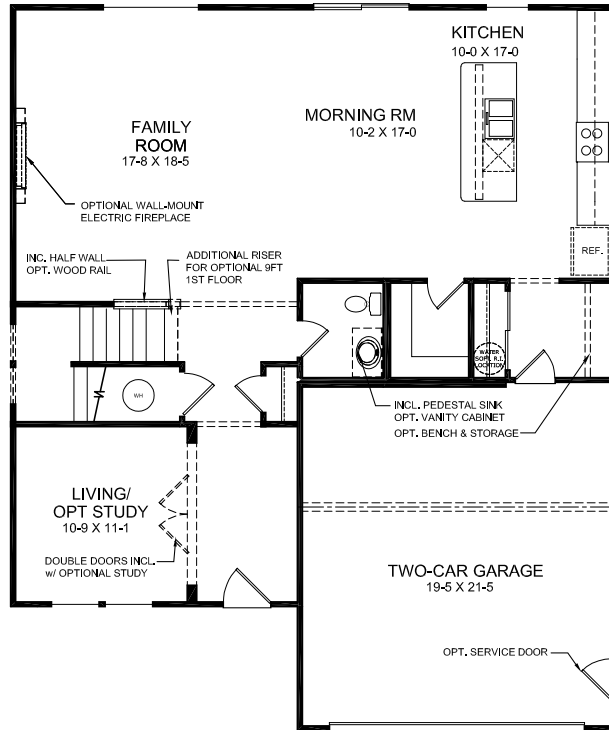 KITCHEN
10-0 X 17-0
MORNING RM
10-2 X 17-0
FAMILY
ROOM
17-8 X 18-5
OPTIONAL WALL-MOUNT
ELECTRIC FIREPLACE
REF.
INC. HALF WALL
OPT. WOOD RAIL
ADDITIONAL RISER
FOR OPTIONAL 9FT
1ST FLOOR
WATER
SOFT. R.I.
LOCATION
WH
INCL. PEDESTAL SINK
OPT. VANITY CABINET
OPT. BENCH & STORAGE
LIVING/
OPT STUDY
10-9 X 11-1
DOUBLE DOORS INCL.
w/ OPTIONAL STUDY
TWO-CAR GARAGE
19-5 X 21-5
OPT. SERVICE DOOR